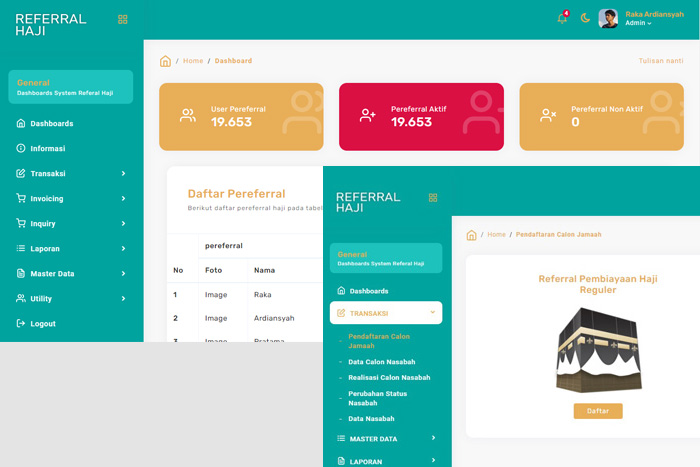 REFERRAL
HAJI
4
Raka Ardiansyah
Admin
General
Dashboards System Referal Haji
Dashboards
Informasi
Transaksi
Invoicing
Inquiry
Laporan
Master Data
Utility
Logout
/ Home / Dashboard
Tulisan nanti
User Pereferral
19.653
Pereferral Aktif
19.653
Pereferral Non Aktif
0
Daftar Pereferral
Berikut daftar pereferral haji pada tabel
pereferral
No Foto Nama
1 Image Raka
2 Image Ardiansyah
3 Image Pratama
REFERRAL
HAJI
General
Dashboards System Referal Haji
Dashboards
TRANSAKSI
- Pendaftaran Calon
Jamaah
- Data Calon Nasabah
- Realisasi Calon Nasabah
- Perubahan Status
Nasabah
- Data Nasabah
MASTER DATA
LAPORAN
/ Home / Pendaftaran Calon Jamaah
Referral Pembiayaan Haji
Reguler
Daftar